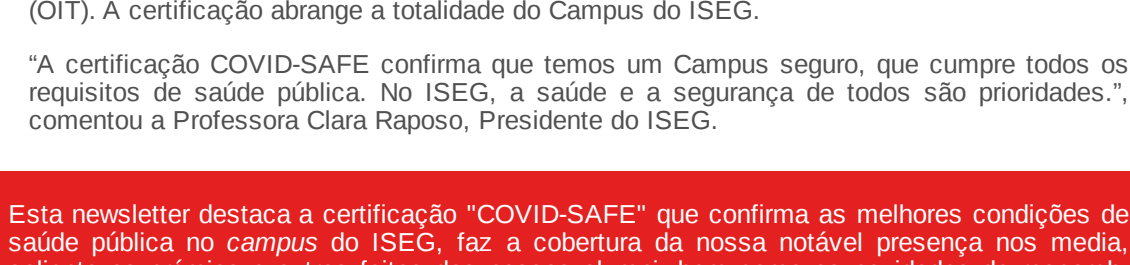 (OIT). A certificação abrange a totalidade do Campus do ISEG.
“A certificação COVID-SAFE confirma que temos um Campus seguro, que cumpre todos os
requisitos de saúde pública. No ISEG, a saúde e a segurança de todos são prioridades.”,
comentou a Professora Clara Raposo, Presidente do ISEG.
Esta newsletter destaca a certificação "COVID-SAFE" que confirma as melhores condições de
saúde pública no campus do ISEG, faz a cobertura da nossa notável presença nos media,